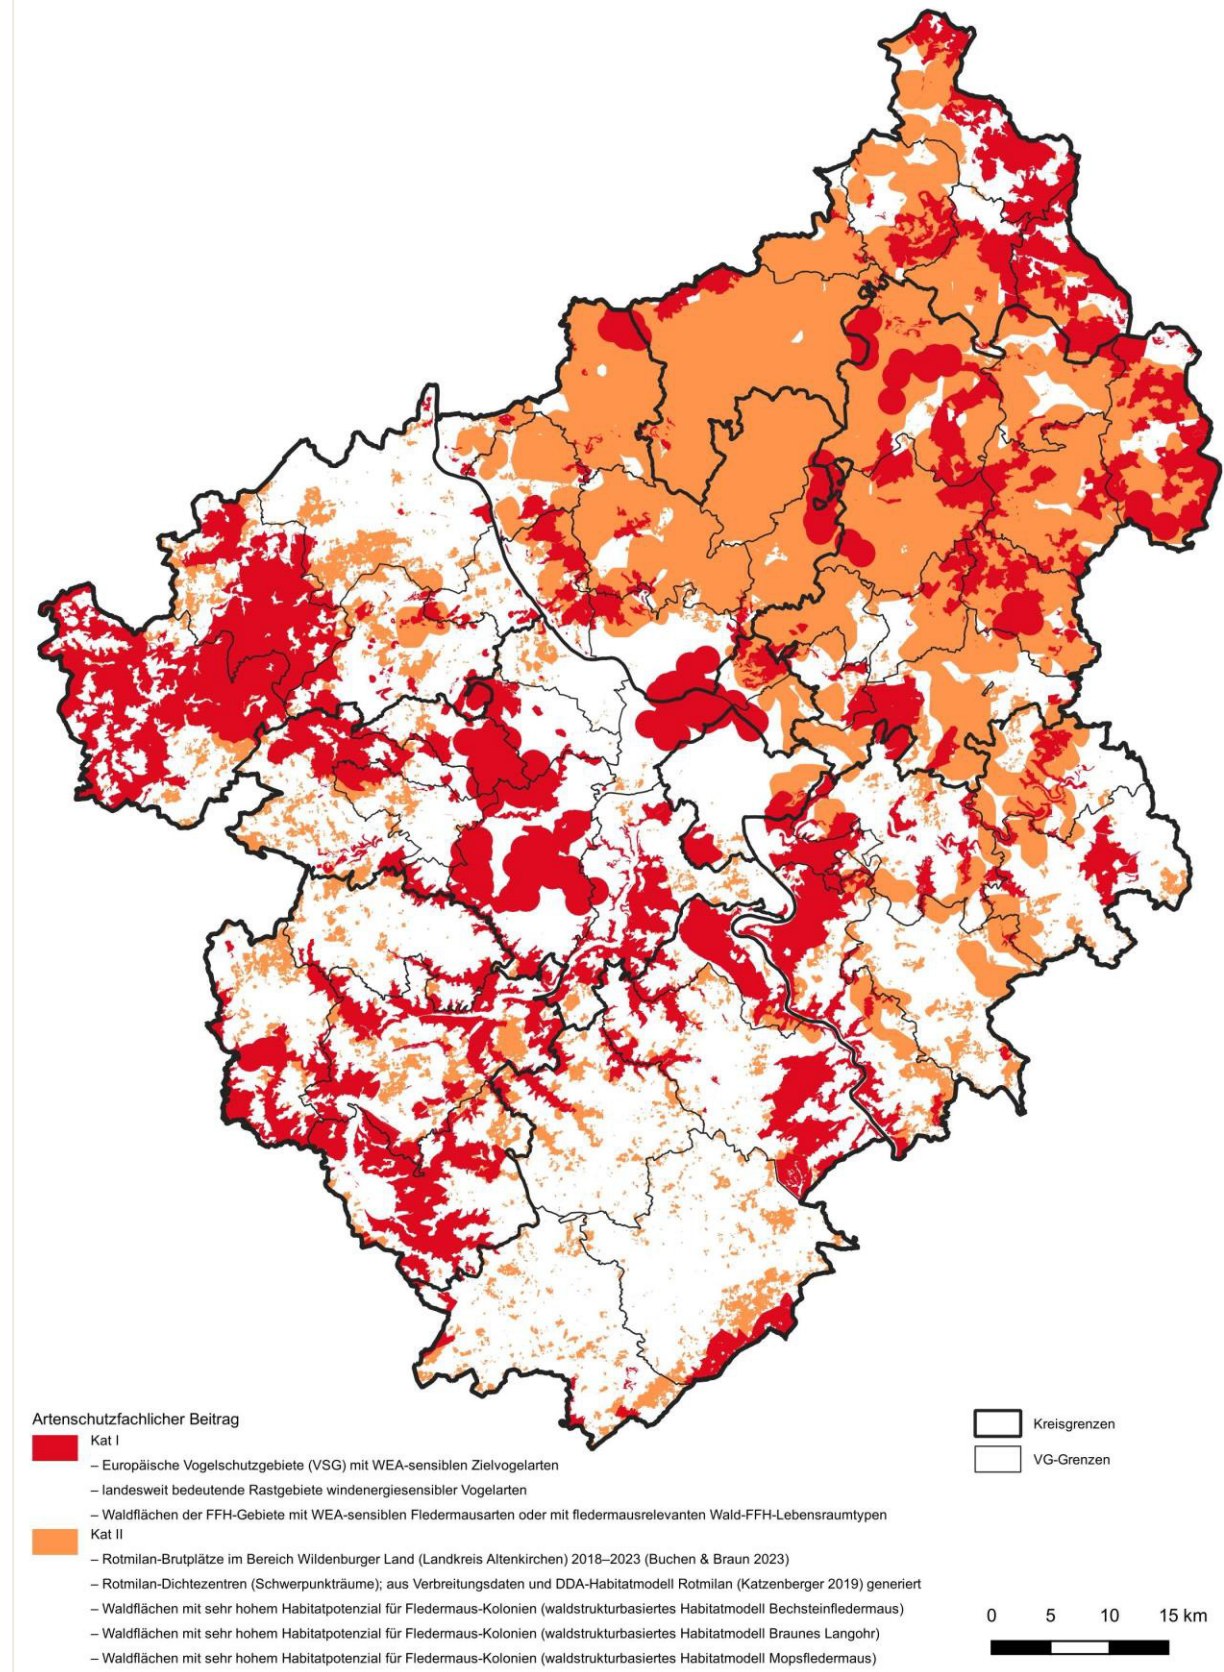 Artenschutzfachlicher Beitrag
Kat I
– Europäische Vogelschutzgebiete (VSG) mit WEA-sensiblen Zielvogelarten
– landesweit bedeutende Rastgebiete windenergiesensibler Vogelarten
– Waldflächen der FFH-Gebiete mit WEA-sensiblen Fledermausarten oder mit fledermausrelevanten Wald-FFH-Lebensraumtypen
Kat II
– Rotmilan-Brutplätze im Bereich Wildenburger Land (Landkreis Altenkirchen) 2018–2023 (Buchen & Braun 2023)
– Rotmilan-Dichtezentren (Schwerpunkträume); aus Verbreitungsdaten und DDA-Habitatmodell Rotmilan (Katzenberger 2019) generiert
– Waldflächen mit sehr hohem Habitatpotenzial für Fledermaus-Kolonien (waldstrukturbasiertes Habitatmodell Bechsteinfledermaus)
– Waldflächen mit sehr hohem Habitatpotenzial für Fledermaus-Kolonien (waldstrukturbasiertes Habitatmodell Braunes Langohr)
– Waldflächen mit sehr hohem Habitatpotenzial für Fledermaus-Kolonien (waldstrukturbasiertes Habitatmodell Mopsfledermaus)
Kreisgrenzen
VG-Grenzen
0 5 10 15 km